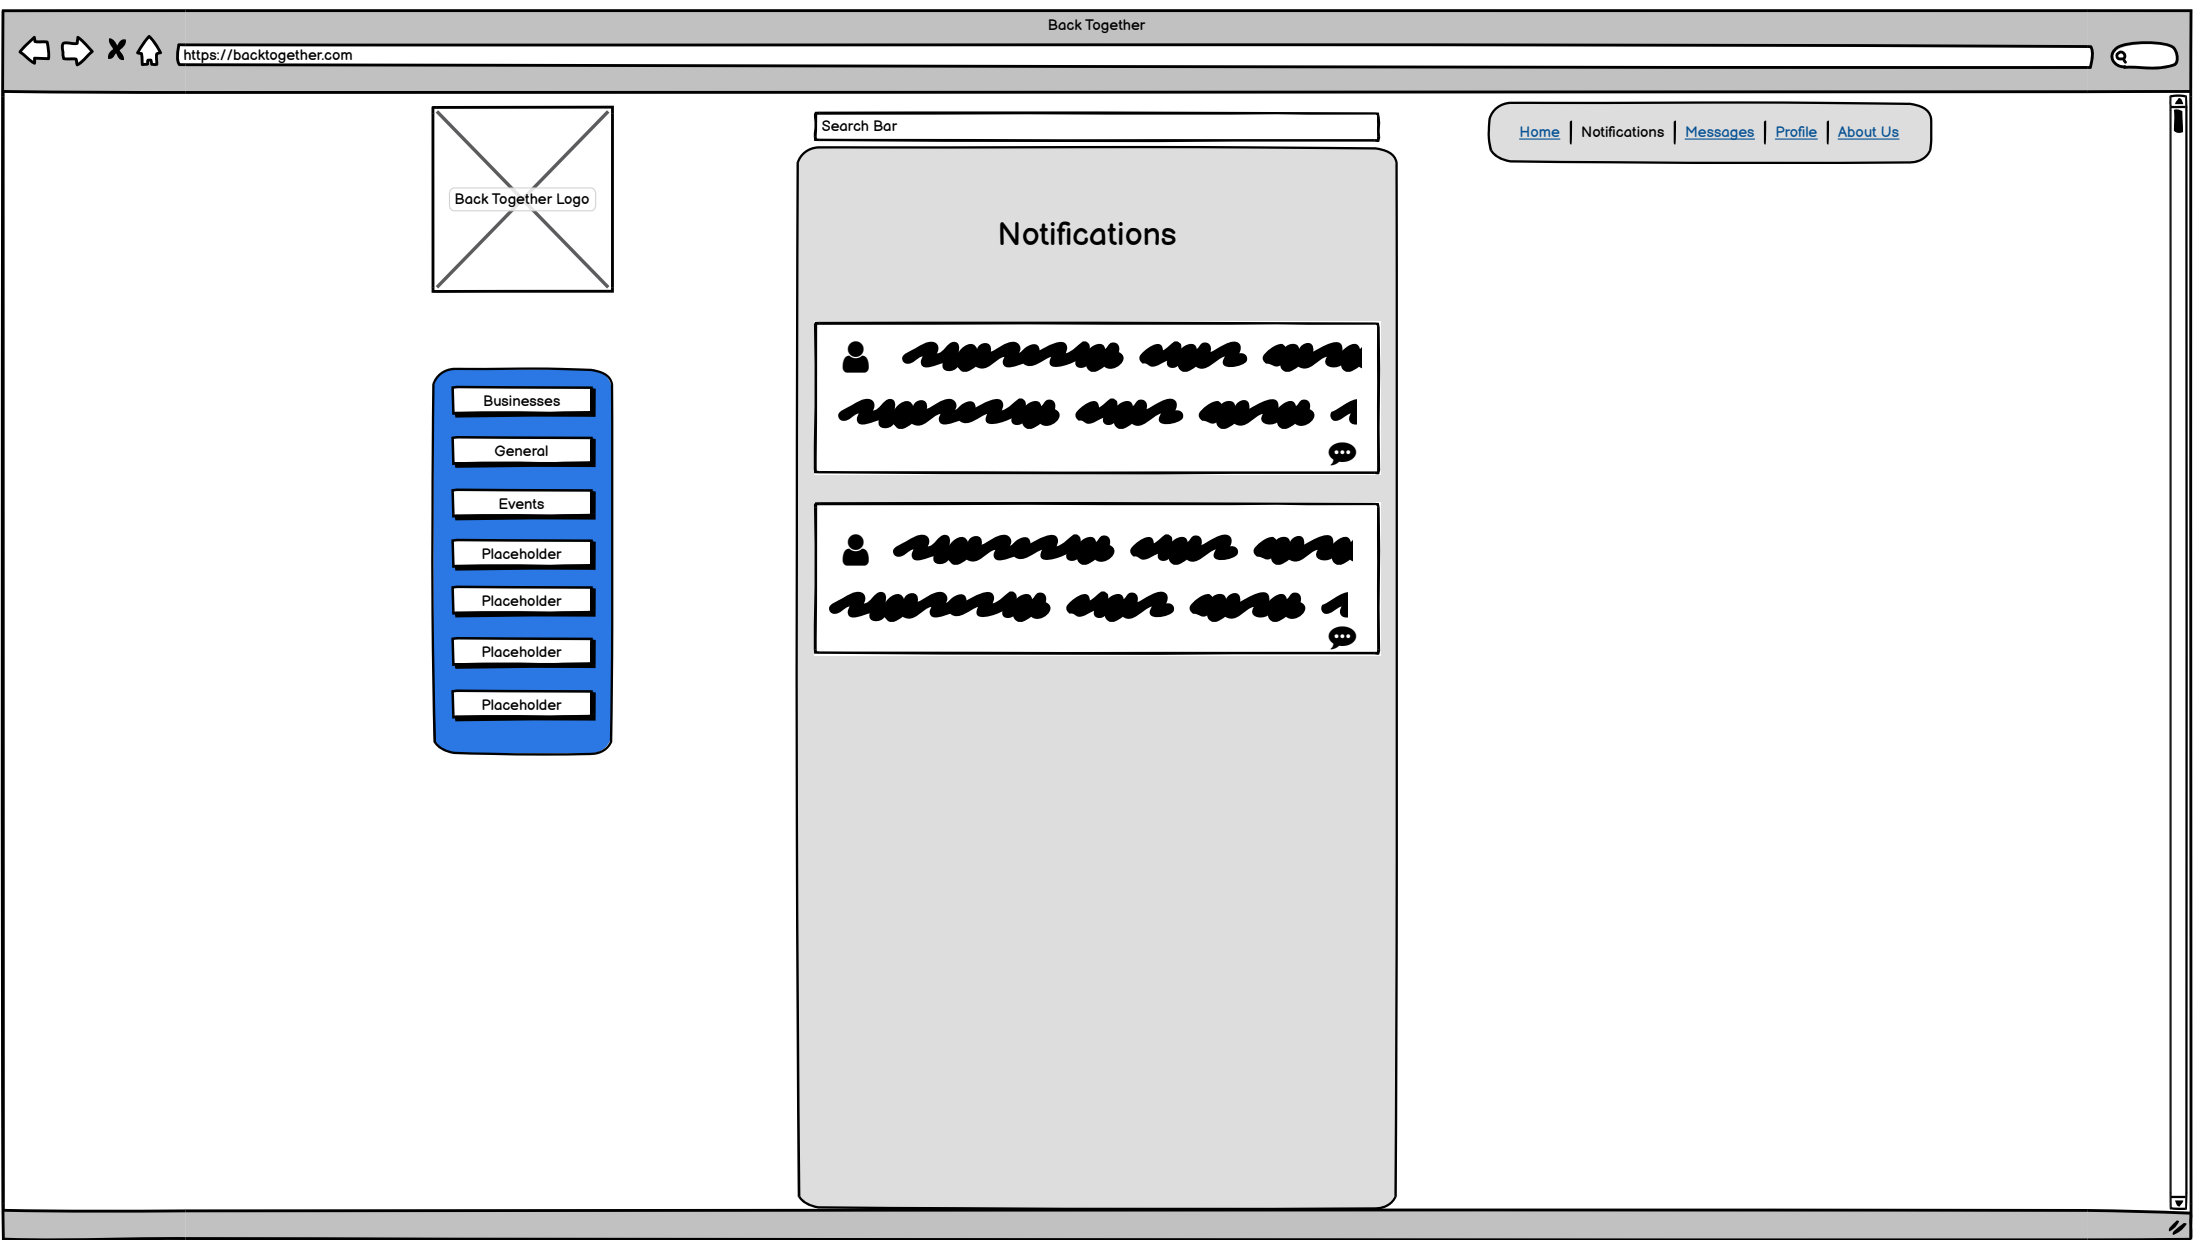 Back Together
https://backtogether.com
Back Together Logo
Search Bar
Home | Notifications | Messages | Profile | About Us
Notifications
Businesses
General
Events
Placeholder
Placeholder
Placeholder
Placeholder